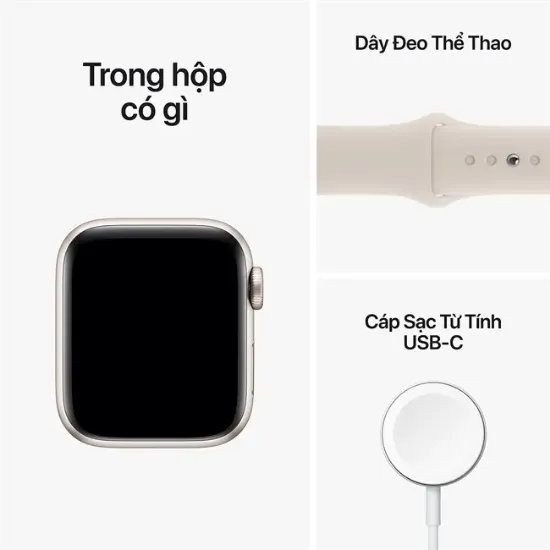 Trong hộp
có gì
Dây Đeo Thể Thao
Cáp Sạc Từ Tính
USB-C